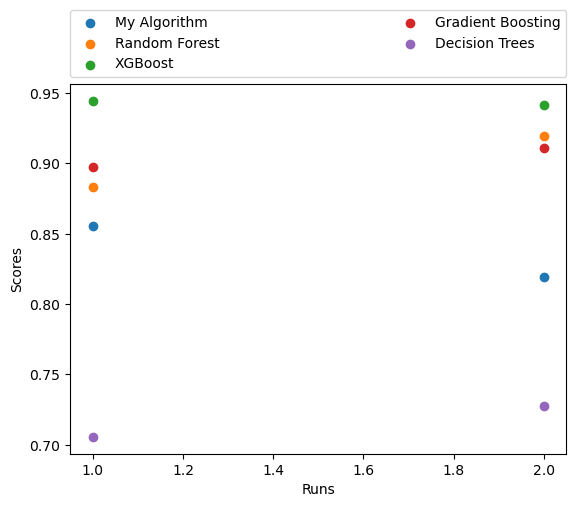 My Algorithm
Random Forest
XGBoost
Gradient Boosting
Decision Trees
0.95
0.90
0.85
0.80
0.75
0.70
Scores
1.0 1.2 1.4 1.6 1.8 2.0
Runs